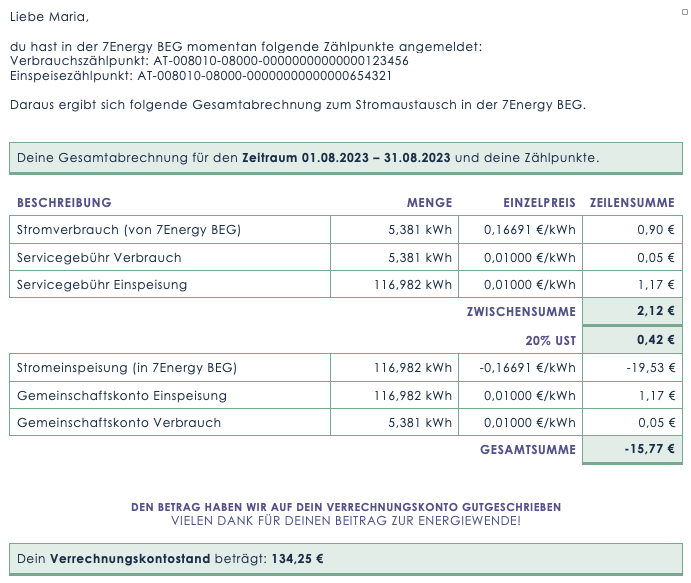 Liebe Maria,
du hast in der 7Energy BEG momentan folgende Zählpunkte angemeldet:
Verbrauchszählpunkt: AT-008010-08000-00000000000000123456
Einspeisezählpunkt: AT-008010-08000-00000000000000654321
Daraus ergibt sich folgende Gesamtabrechnung zum Stromaustausch in der 7Energy BEG.
Deine Gesamtabrechnung für den Zeitraum 01.08.2023 – 31.08.2023 und deine Zählpunkte.
BESCHREIBUNG MENGE EINZELPREIS ZEILENSUMME
Stromverbrauch (von 7Energy BEG) 5,381 kWh 0,16691 €/kWh 0,90 €
Servicegebühr Verbrauch 5,381 kWh 0,01000 €/kWh 0,05 €
Servicegebühr Einspeisung 116,982 kWh 0,01000 €/kWh 1,17 €
ZWISCHENSUMME 2,12 €
20% UST 0,42 €
Stromeinspeisung (in 7Energy BEG) 116,982 kWh -0,16691 €/kWh -19,53 €
Gemeinschaftskonto Einspeisung 116,982 kWh 0,01000 €/kWh 1,17 €
Gemeinschaftskonto Verbrauch 5,381 kWh 0,01000 €/kWh 0,05 €
GESAMTSUMME -15,77 €
DEN BETRAG HABEN WIR AUF DEIN VERRECHNUNGSKONTO GUTGESCHRIEBEN
VIELEN DANK FÜR DEINEN BEITRAG ZUR ENERGIEWENDE!
Dein Verrechnungskontostand beträgt: 134,25 €